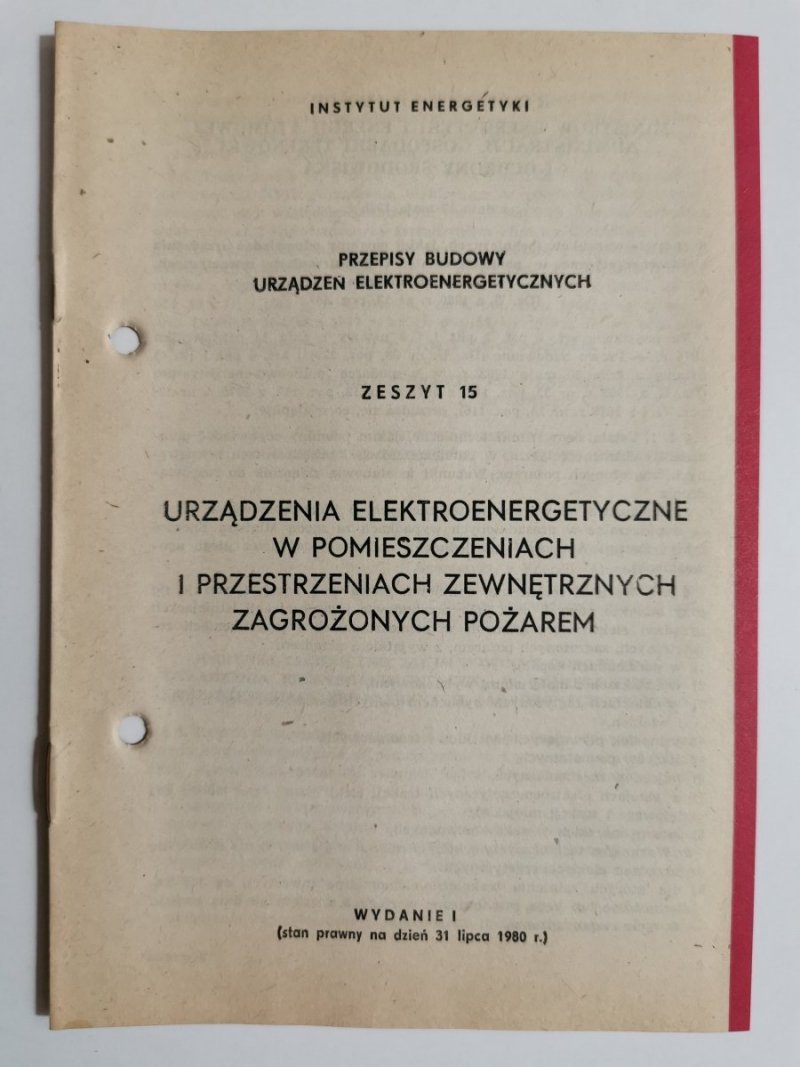 INSTYTUT ENERGETYKI
PRZEPISY BUDOWY
URZĄDZEŃ ELEKTROENERGETYCZNYCH
ZESZYT 15
URZĄDZENIA ELEKTROENERGETYCZNE
W POMIESZCZENIACH
I PRZESTRZENIACH ZEWNĘTRZNYCH
ZAGROŻONYCH POŻAREM
WYDANIE I
(stan prawny na dzień 31 lipca 1980 r.)